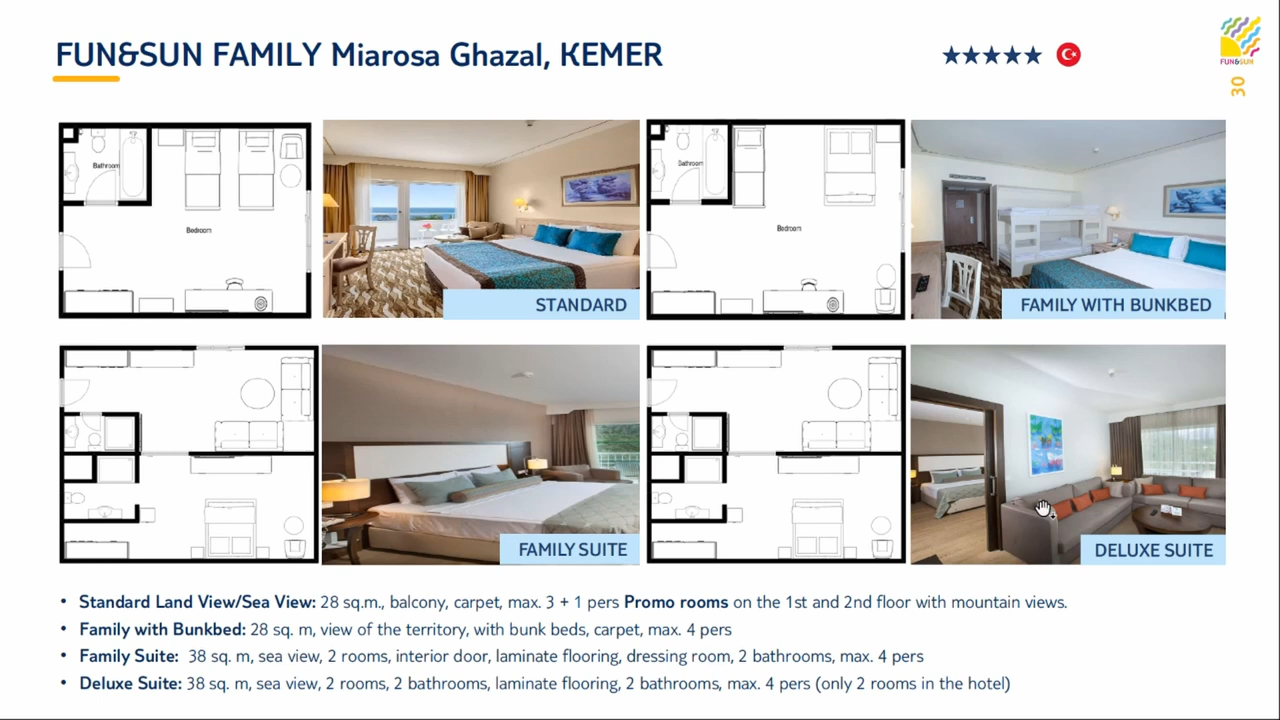 FUN&SUN FAMILY Miarosa Ghazal, KEMER
FUN&SUN
30
Bathroom
Bedroom
STANDARD
Bathroom
Bedroom
FAMILY WITH BUNKBED
FAMILY SUITE
DELUXE SUITE
• Standard Land View/Sea View: 28 sq.m., balcony, carpet, max. 3 + 1 pers Promo rooms on the 1st and 2nd floor with mountain views.
• Family with Bunkbed: 28 sq. m, view of the territory, with bunk beds, carpet, max. 4 pers
• Family Suite: 38 sq. m, sea view, 2 rooms, interior door, laminate flooring, dressing room, 2 bathrooms, max. 4 pers
• Deluxe Suite: 38 sq. m, sea view, 2 rooms, 2 bathrooms, laminate flooring, 2 bathrooms, max. 4 pers (only 2 rooms in the hotel)